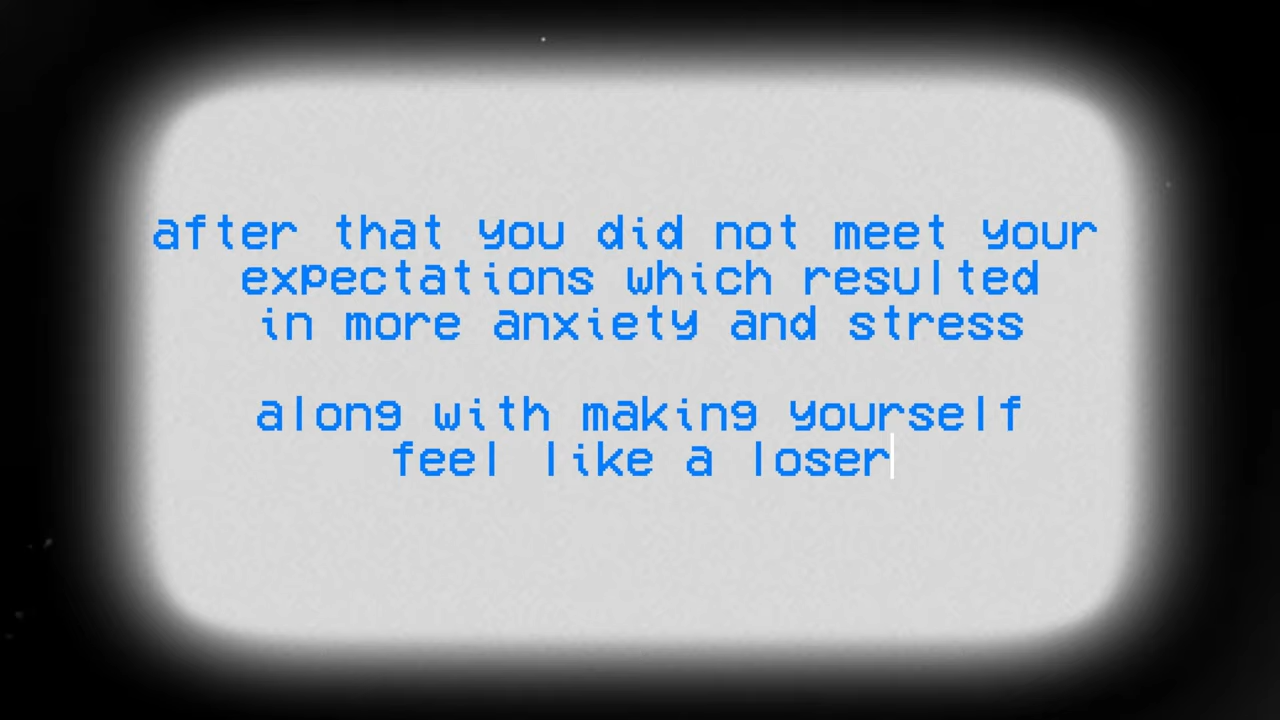 after that you did not meet your
expectations which resulted
in more anxiety and stress
along with making yourself
feel like a loser